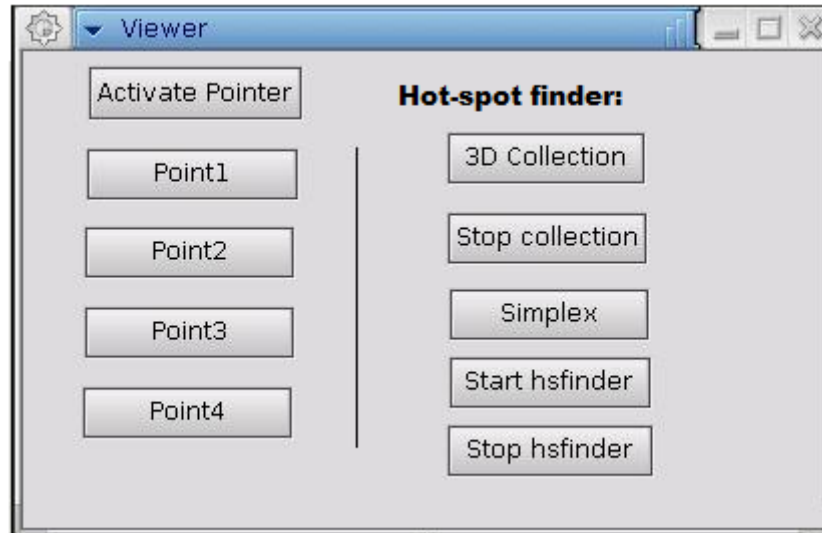 Viewer
Activate Pointer
Point1
Point2
Point3
Point4
Hot-spot finder:
3D Collection
Stop collection
Simplex
Start hsfinder
Stop hsfinder